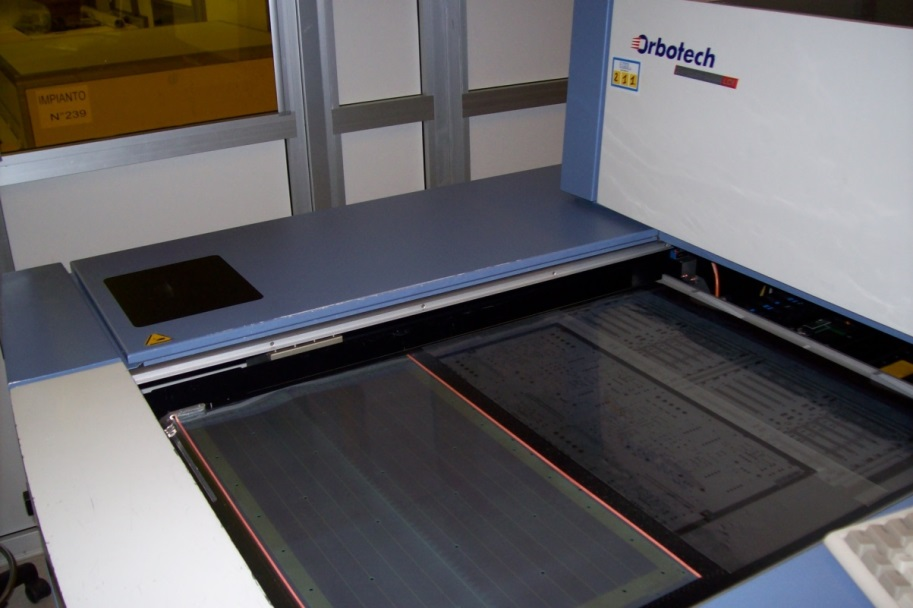 IMPIANTO
N°239
Orbotech
211